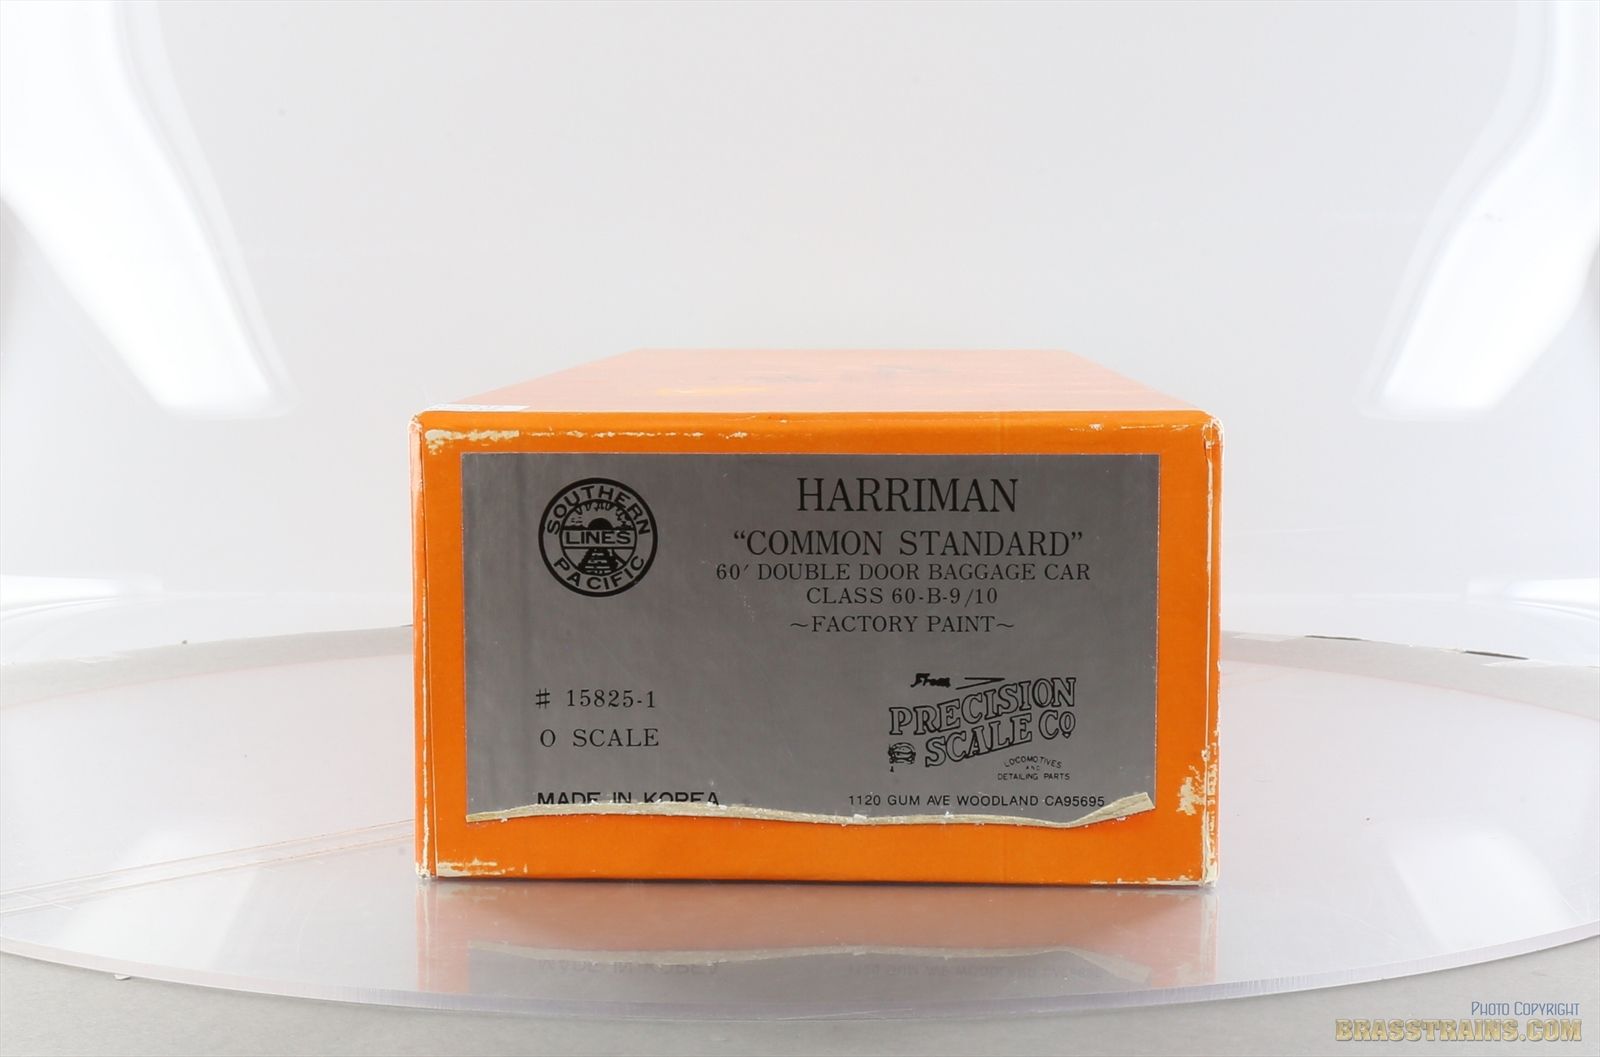 SOUTHERN
LINES
PACIFIC
HARRIMAN
“COMMON STANDARD”
60′ DOUBLE DOOR BAGGAGE CAR
CLASS 60-B-9/10
~FACTORY PAINT~
# 15825-1
O SCALE
MADE IN KOREA
From
PRECISION
SCALE CO
LOCOMOTIVES
AND
DETAILING PARTS
1120 GUM AVE WOODLAND CA95695
PHOTO COPYRIGHT
BRASSTRAINS.COM